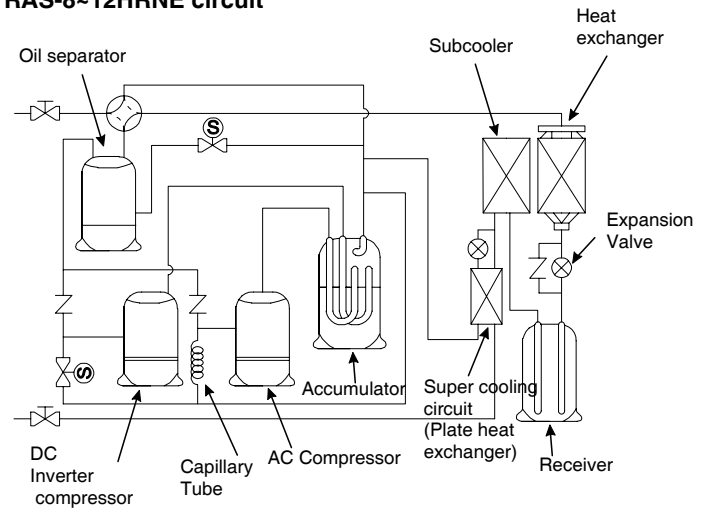 RAS-8~12HRNE circuit
Heat
exchanger
Subcooler
Oil separator
S
Expansion
Valve
S
Accumulator
Super cooling
circuit
(Plate heat
exchanger)
DC
Inverter
compressor
Capillary
Tube
AC Compressor
Receiver